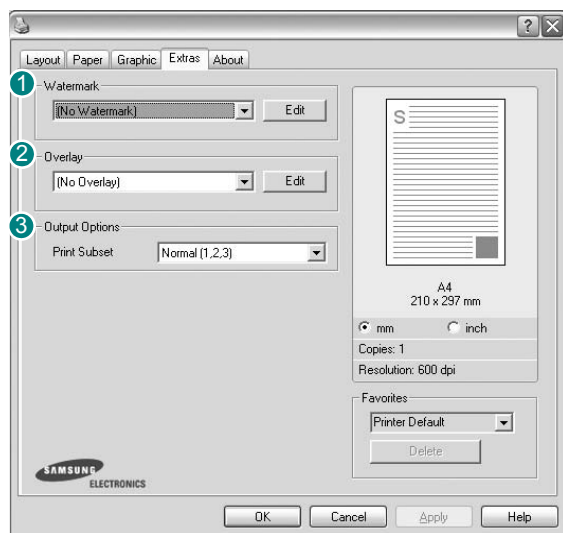 ?
Layout Paper Graphic Extras About
1 Watermark
(No Watermark) Edit
2 Overlay
(No Overlay) Edit
3 Output Options
Print Subset Normal (1,2,3)
SAMSUNG
ELECTRONICS
S
A4
210 x 297 mm
mm inch
Copies: 1
Resolution: 600 dpi
Favorites
Printer Default
Delete
OK Cancel Apply Help